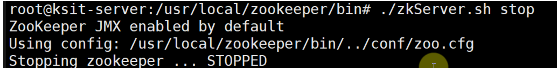 root@ksit-server:/usr/local/zookeeper/bin# ./zkServer.sh stop
ZooKeeper JMX enabled by default
Using config: /usr/local/zookeeper/bin/../conf/zoo.cfg
Stopping zookeeper ... STOPPED